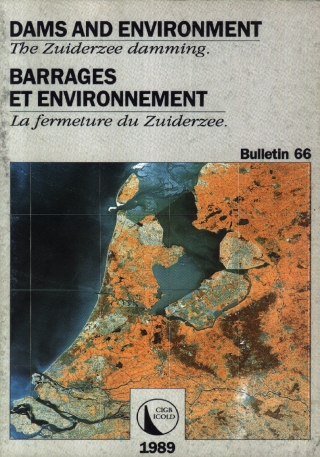 DAMS AND ENVIRONMENT
The Zuiderzee damming.
BARRAGES
ET ENVIRONNEMENT
La fermeture du Zuiderzee.
Bulletin 66
CIGB
ICOLD
1989